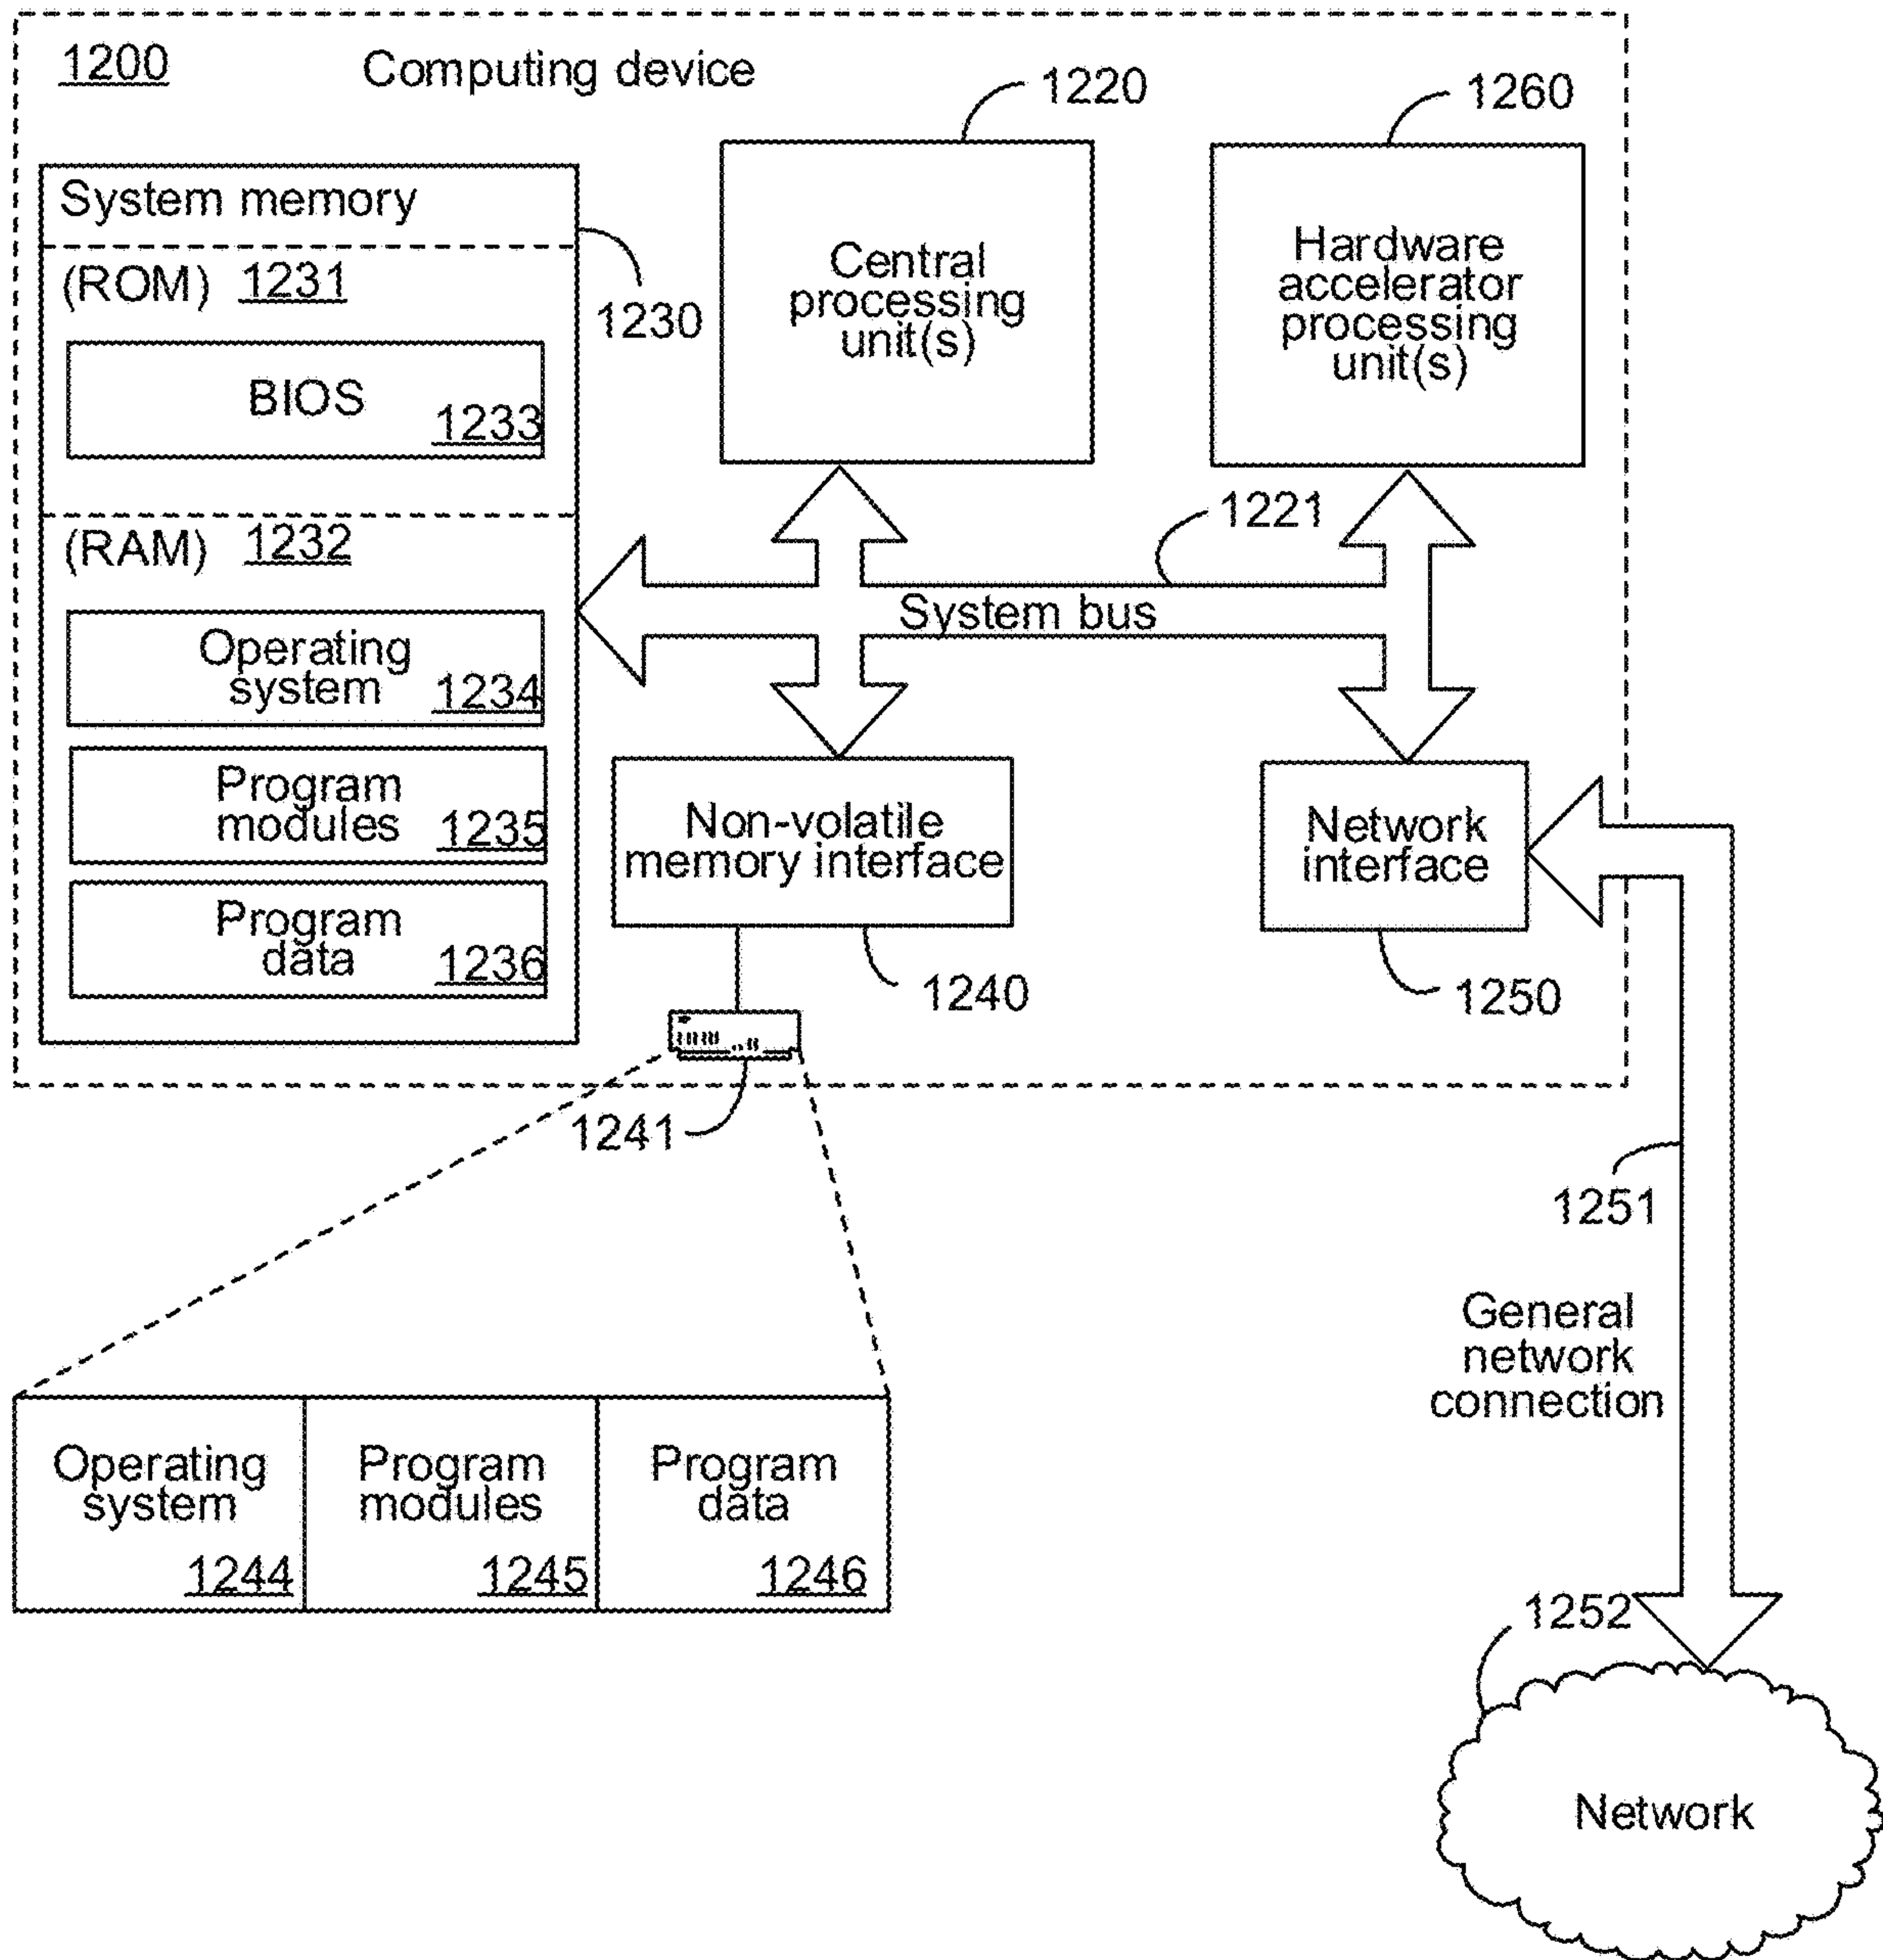 1200
Computing device
1220
1260
System memory
(ROM) 1231
1230
BIOS
1233
(RAM) 1232
Operating
system
1234
Program
modules
1235
Program
data
1236
Central
processing
unit(s)
Hardware
accelerator
processing
unit(s)
1221
System bus
Non-volatile
memory interface
1240
Network
interface
1250
1241
1251
General
network
connection
Operating
system
1244
Program
modules
1245
Program
data
1246
1252
Network